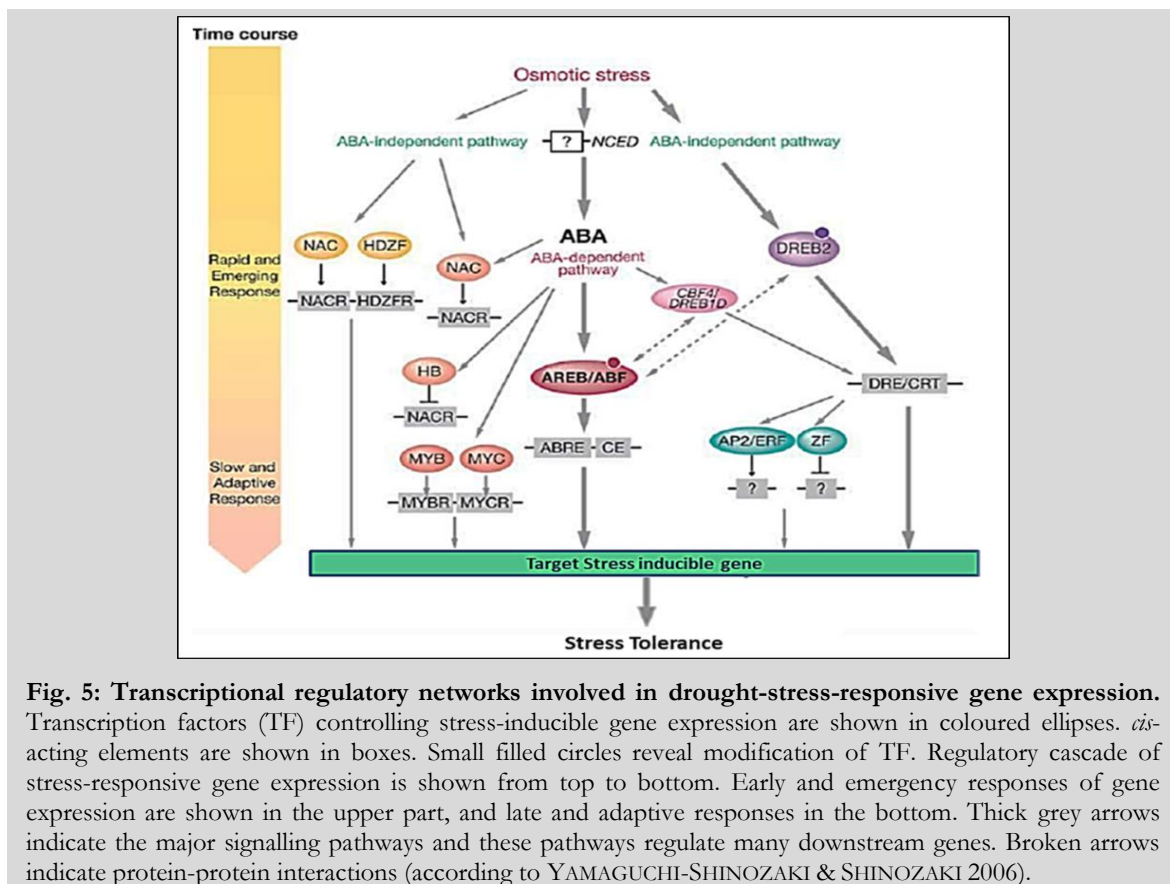 Time course
Osmotic stress
ABA-independent pathway
?
NCED
ABA-independent pathway
ABA
ABA-dependent
pathway
NAC
HDZF
NAC
DREB2
Rapid and
Emerging
Response
CBF4/
DREB1D
NACR
HDZFR
NACR
HB
AREB/ABF
DRE/CRT
NACR
AP2/ERF
ZF
ABRE
CE
MYB
MYC
Slow and
Adaptive
Response
?
?
MYBR
MYCR
Target Stress inducible gene
Stress Tolerance
Fig. 5: Transcriptional regulatory networks involved in drought-stress-responsive gene expression.
Transcription factors (TF) controlling stress-inducible gene expression are shown in coloured ellipses. cis-
acting elements are shown in boxes. Small filled circles reveal modification of TF. Regulatory cascade of
stress-responsive gene expression is shown from top to bottom. Early and emergency responses of gene
expression are shown in the upper part, and late and adaptive responses in the bottom. Thick grey arrows
indicate the major signalling pathways and these pathways regulate many downstream genes. Broken arrows
indicate protein-protein interactions (according to YAMAGUCHI-SHINOZAKI & SHINOZAKI 2006).